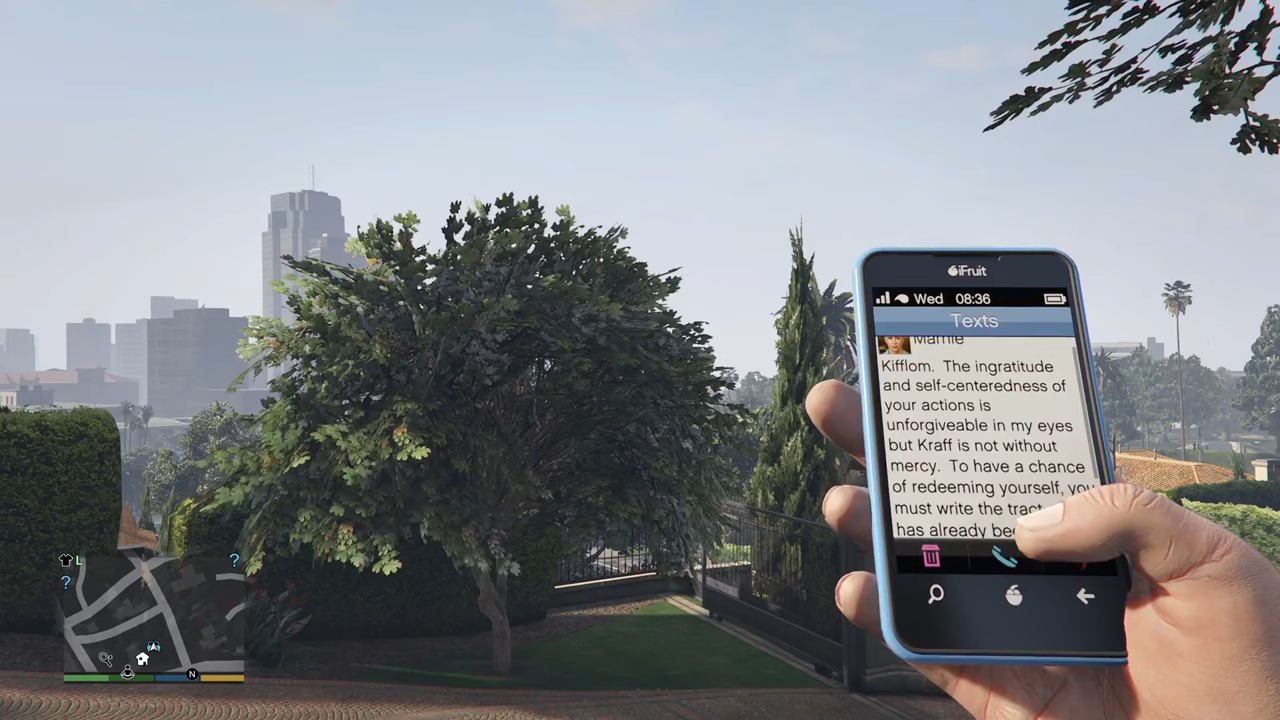 iFruit
Wed 08:36
Texts
Marnie
Kifflom. The ingratitude
and self-centeredness of
your actions is
unforgiveable in my eyes
but Kraff is not without
mercy. To have a chance
of redeeming yourself, you
must write the tract
has already
L
?
?
N